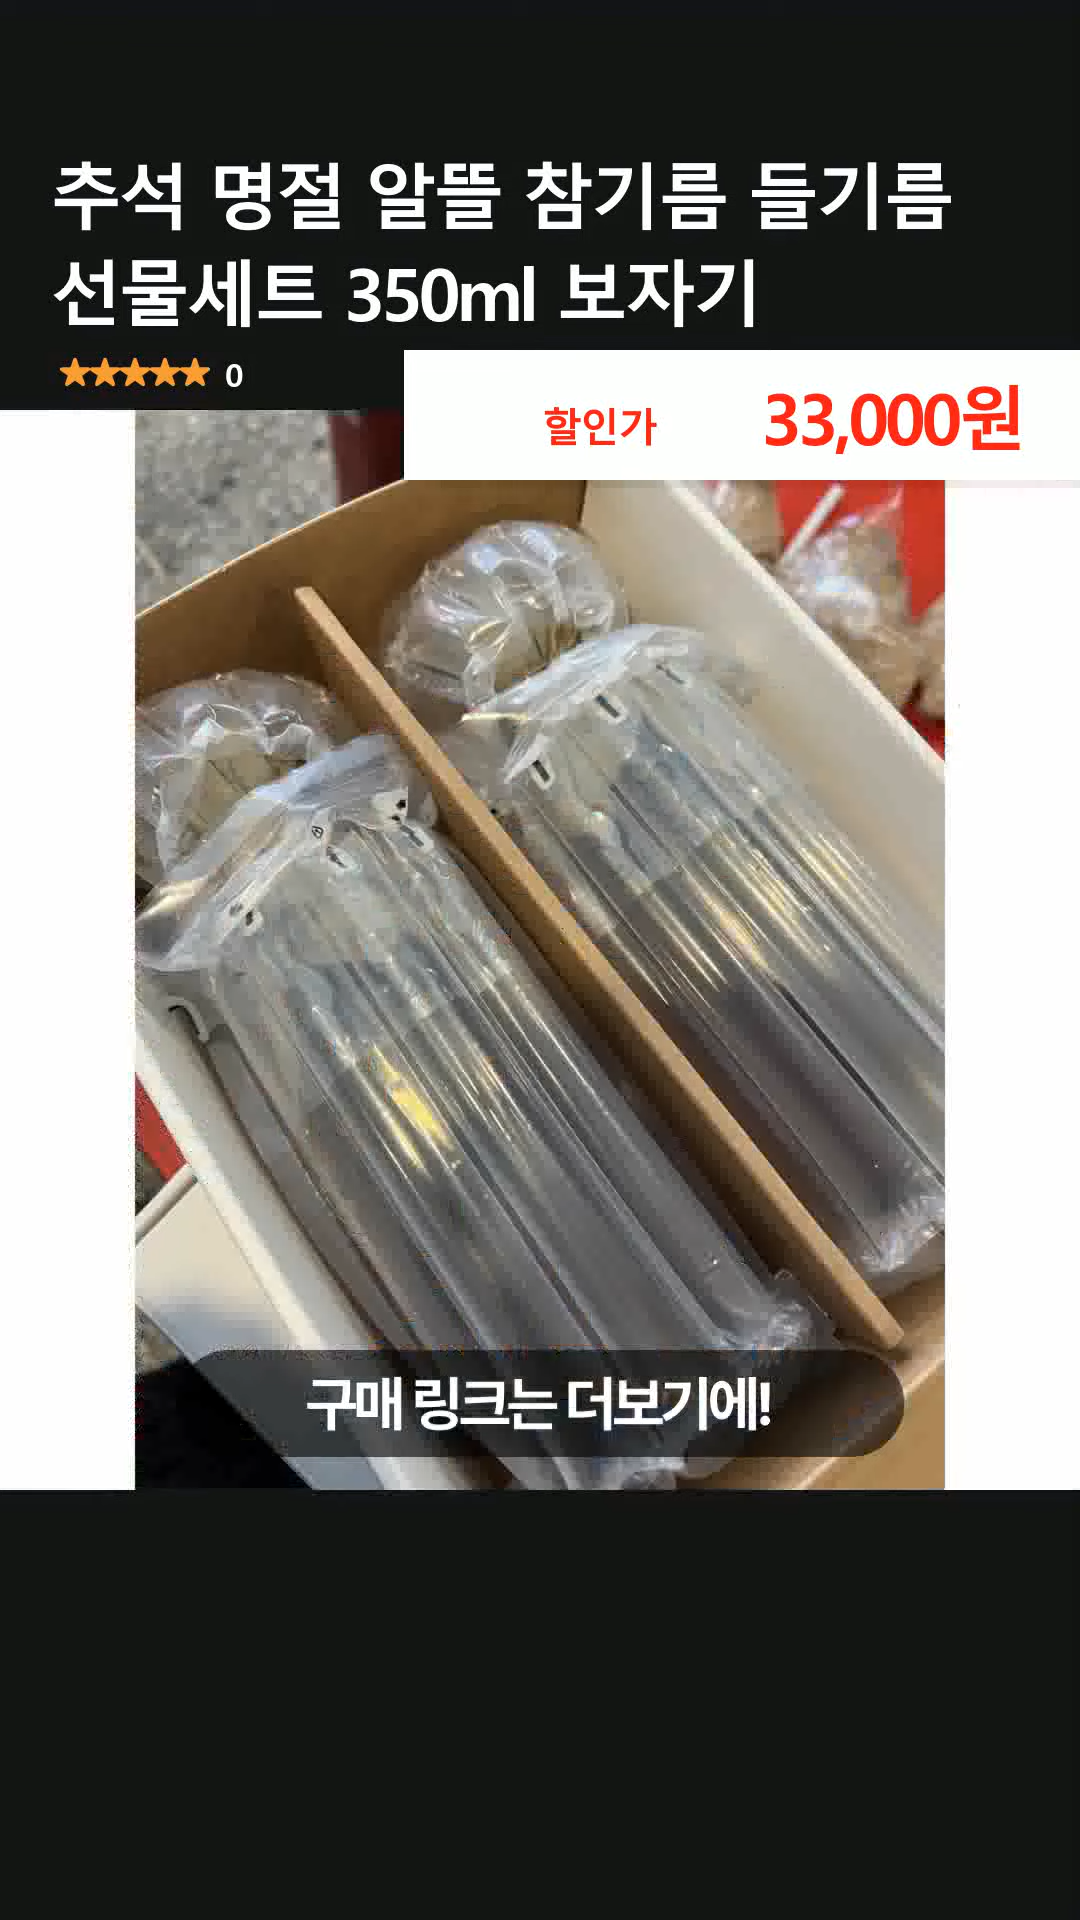 추석 명절 알뜰 참기름 들기름
선물세트 350ml 보자기
0
할인가 33,000원
구매 링크는 더보기에!